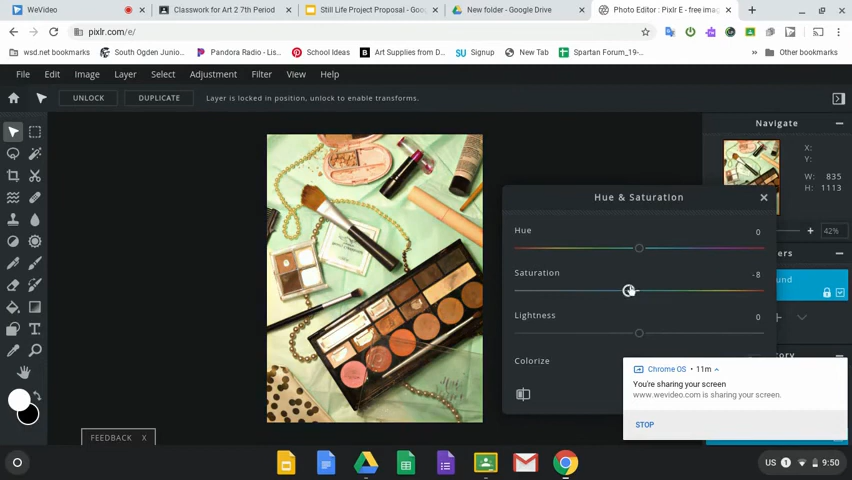 WeVideo
Classwork for Art 2 7th Period
Still Life Project Proposal - Goo
New folder - Google Drive
Photo Editor : Pixlr E - free imag
pixlr.com/e/
wsd.net bookmarks
South Ogden Junio...
Pandora Radio - Lis...
School Ideas
Art Supplies from D...
Signup
New Tab
Spartan Forum_19-...
Other bookmarks
File Edit Image Layer Select Adjustment Filter View Help
UNLOCK
DUPLICATE
Layer is locked in position, unlock to enable transforms.
Navigate
X:
Y:
W: 835
H: 1113
42%
Hue & Saturation
Hue
0
Saturation
-8
Lightness
0
Colorize
ers
und
tory
Chrome OS • 11m
You're sharing your screen
www.wevideo.com is sharing your screen.
STOP
FEEDBACK X
US 1 9:50